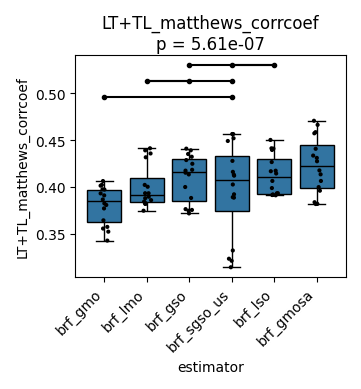 LT+TL_matthews_corrcoef
p = 5.61e-07
LT+TL_matthews_corrcoef
0.50
0.45
0.40
0.35
brf_gmo
brf_lmo
brf_gso
brf_sgso_us
brf_lso
brf_gmosa
estimator